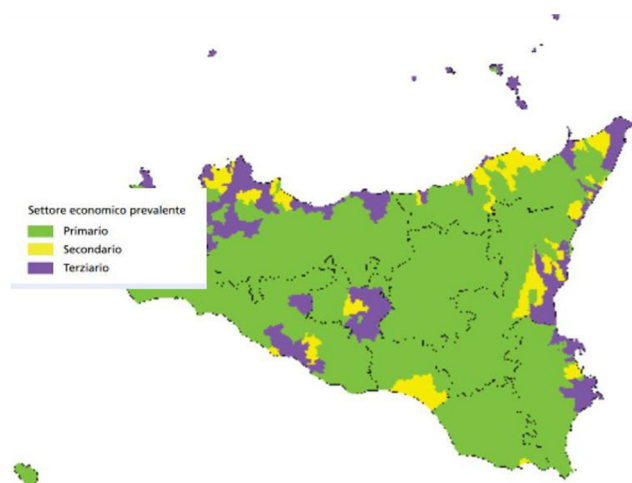 Settore economico prevalente
Primario
Secondario
Terziario